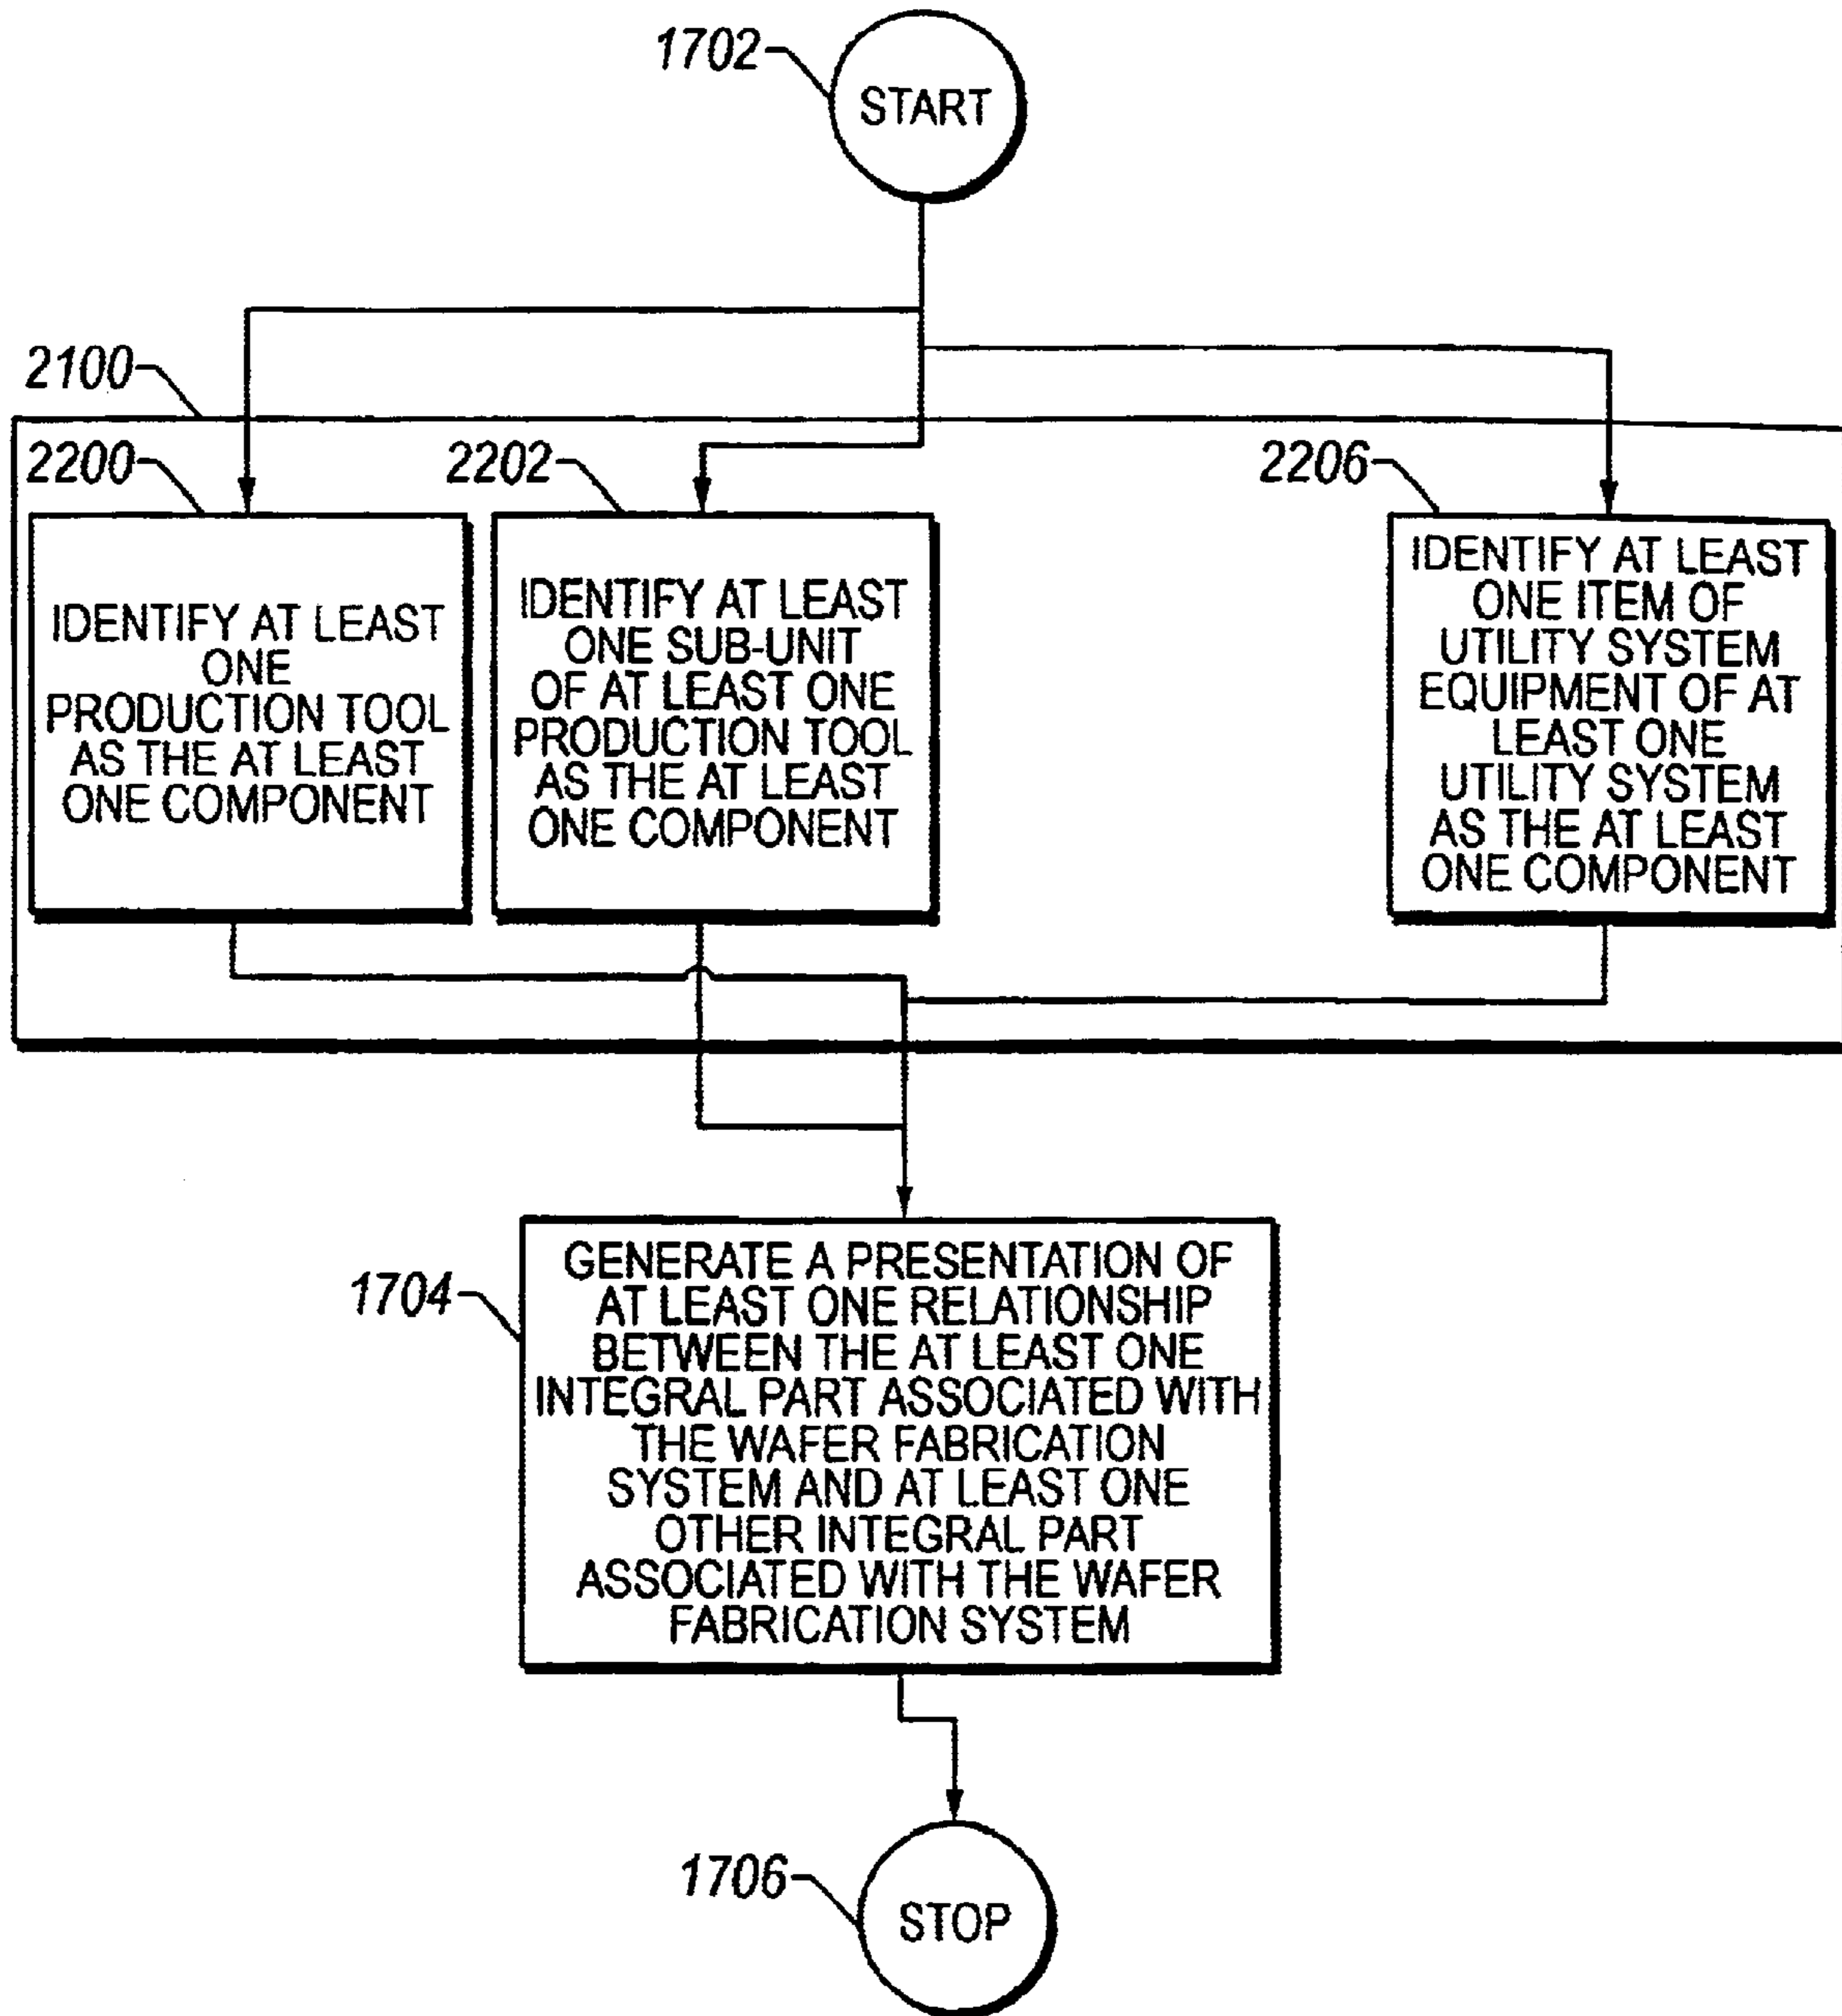 1702
START
2100
2200
2202
2206
IDENTIFY AT LEAST
ONE
PRODUCTION TOOL
AS THE AT LEAST
ONE COMPONENT
IDENTIFY AT LEAST
ONE SUB-UNIT
OF AT LEAST ONE
PRODUCTION TOOL
AS THE AT LEAST
ONE COMPONENT
IDENTIFY AT LEAST
ONE ITEM OF
UTILITY SYSTEM
EQUIPMENT OF AT
LEAST ONE
UTILITY SYSTEM
AS THE AT LEAST
ONE COMPONENT
1704
GENERATE A PRESENTATION OF
AT LEAST ONE RELATIONSHIP
BETWEEN THE AT LEAST ONE
INTEGRAL PART ASSOCIATED WITH
THE WAFER FABRICATION
SYSTEM AND AT LEAST ONE
OTHER INTEGRAL PART
ASSOCIATED WITH THE WAFER
FABRICATION SYSTEM
1706
STOP